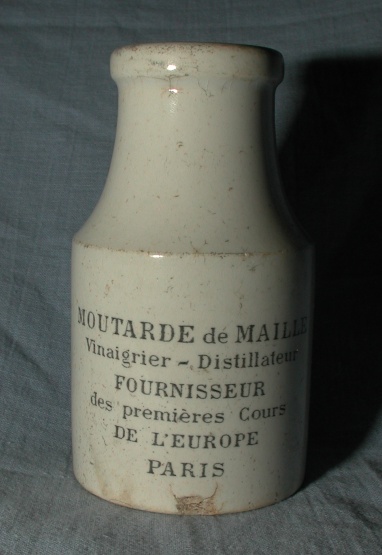 MOUTARDE de MAILLE
Vinaigrier - Distillateur
FOURNISSEUR
des premières Cours
DE L'EUROPE
PARIS